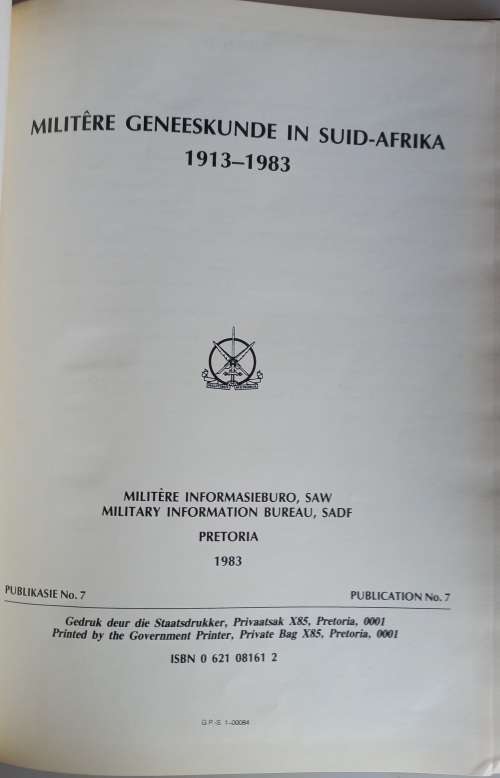 MILITÊRE GENEESKUNDE IN SUID-AFRIKA
1913–1983
MILITÊRE INFORMASIEBURO, SAW
MILITARY INFORMATION BUREAU, SADF
PRETORIA
1983
PUBLIKASIE No. 7
PUBLICATION No. 7
Gedruk deur die Staatsdrukker, Privaatsak X85, Pretoria, 0001
Printed by the Government Printer, Private Bag X85, Pretoria, 0001
ISBN 0 621 08161 2
G.P.-S. 1–00084